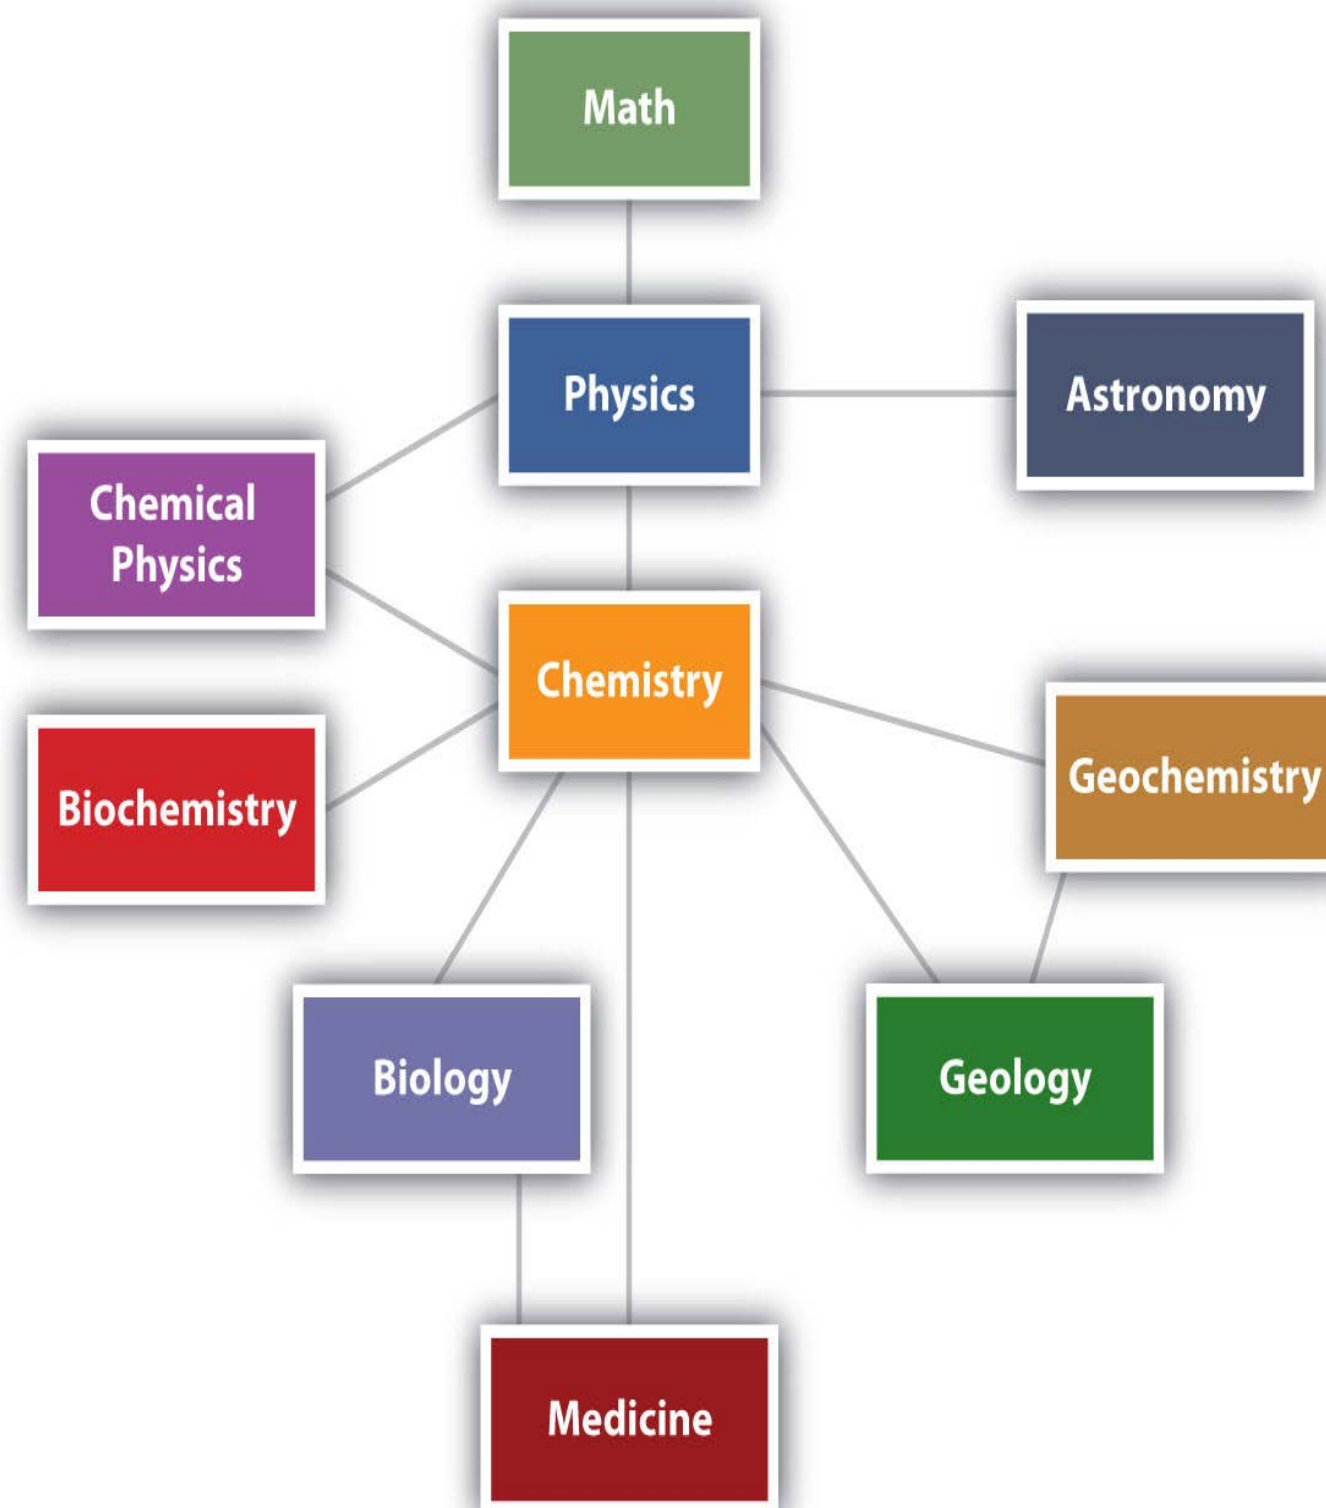 Math
Physics
Astronomy
Chemical
Physics
Chemistry
Geochemistry
Biochemistry
Biology
Geology
Medicine